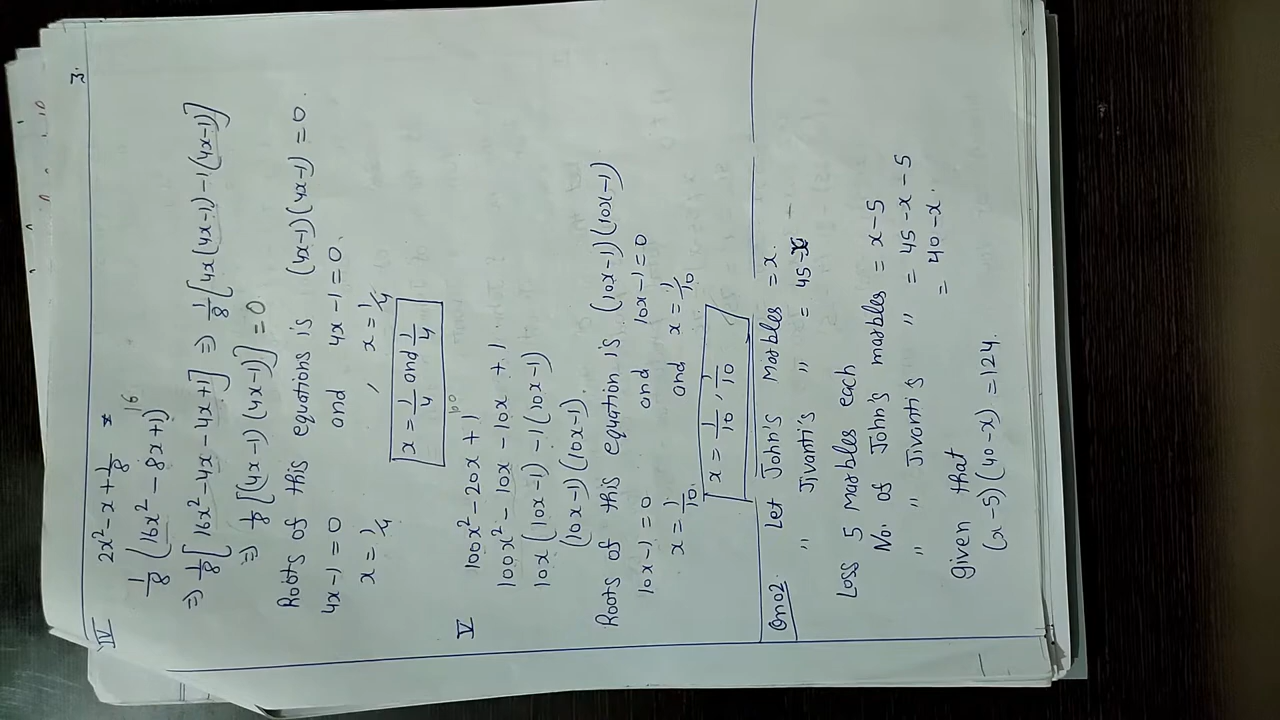 3.
IV 2x² - x + 1/8 =
1/8 (16x² - 8x + 1) 16
⇒ 1/8 [16x² - 4x - 4x + 1] ⇒ 1/8 [4x(4x-1) - 1(4x-1)]
⇒ 1/8 [(4x-1) (4x-1)] = 0
Roots of this equations is (4x-1)(4x-1) = 0.
4x-1 = 0 and 4x-1 = 0.
x = 1/4 , x = 1/4
x = 1/4 and 1/4
V 100x² - 20x + 1 100
100x² - 10x - 10x + 1.
10x(10x-1) - 1(10x-1)
(10x-1)(10x-1).
Roots of this equation is (10x-1)(10x-1)
10x-1 = 0 and 10x-1 = 0
x = 1/10. and x = 1/10
x = 1/10, 1/10
Qno2. Let John's Marbles = x.
" Jivanti's " = 45-x
Loss 5 marbles each
No. of John's marbles = x-5
" " Jivanti's " = 45-x-5
= 40-x.
given that
(x-5)(40-x) = 124.